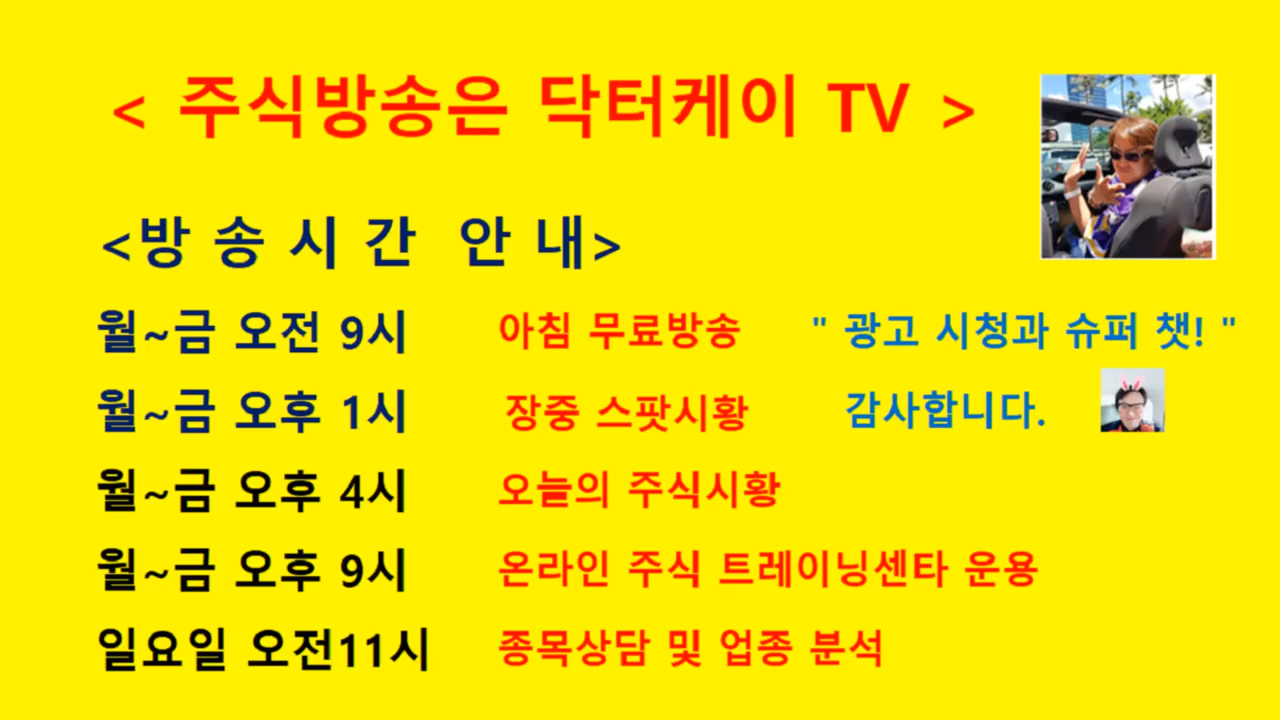 < 주식방송은 닥터케이 TV >
<방 송 시 간 안 내>
월~금 오전 9시 아침 무료방송 " 광고 시청과 슈퍼 챗! "
월~금 오후 1시 장중 스팟시황 감사합니다.
월~금 오후 4시 오늘의 주식시황
월~금 오후 9시 온라인 주식 트레이닝센타 운용
일요일 오전11시 종목상담 및 업종 분석